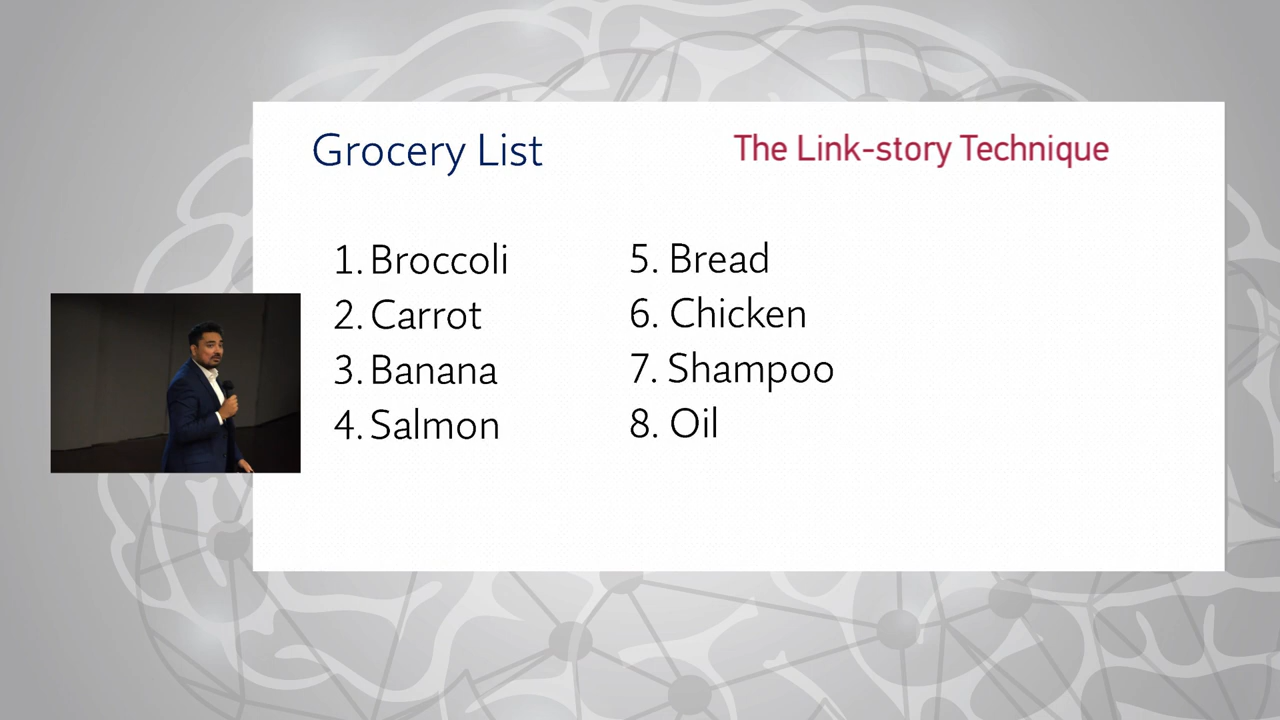 Grocery List
The Link-story Technique
1. Broccoli
2. Carrot
3. Banana
4. Salmon
5. Bread
6. Chicken
7. Shampoo
8. Oil